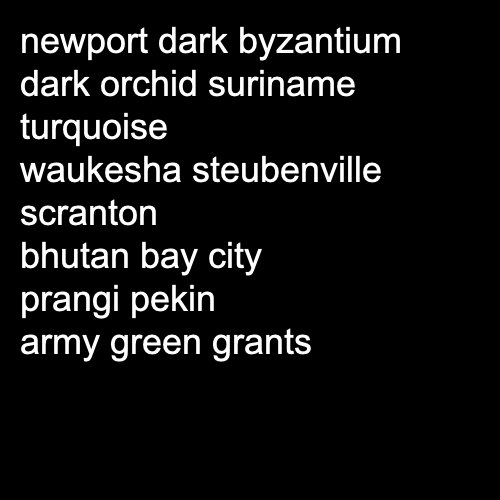 newport dark byzantium
dark orchid suriname
turquoise
waukesha steubenville
scranton
bhutan bay city
prangi pekin
army green grants